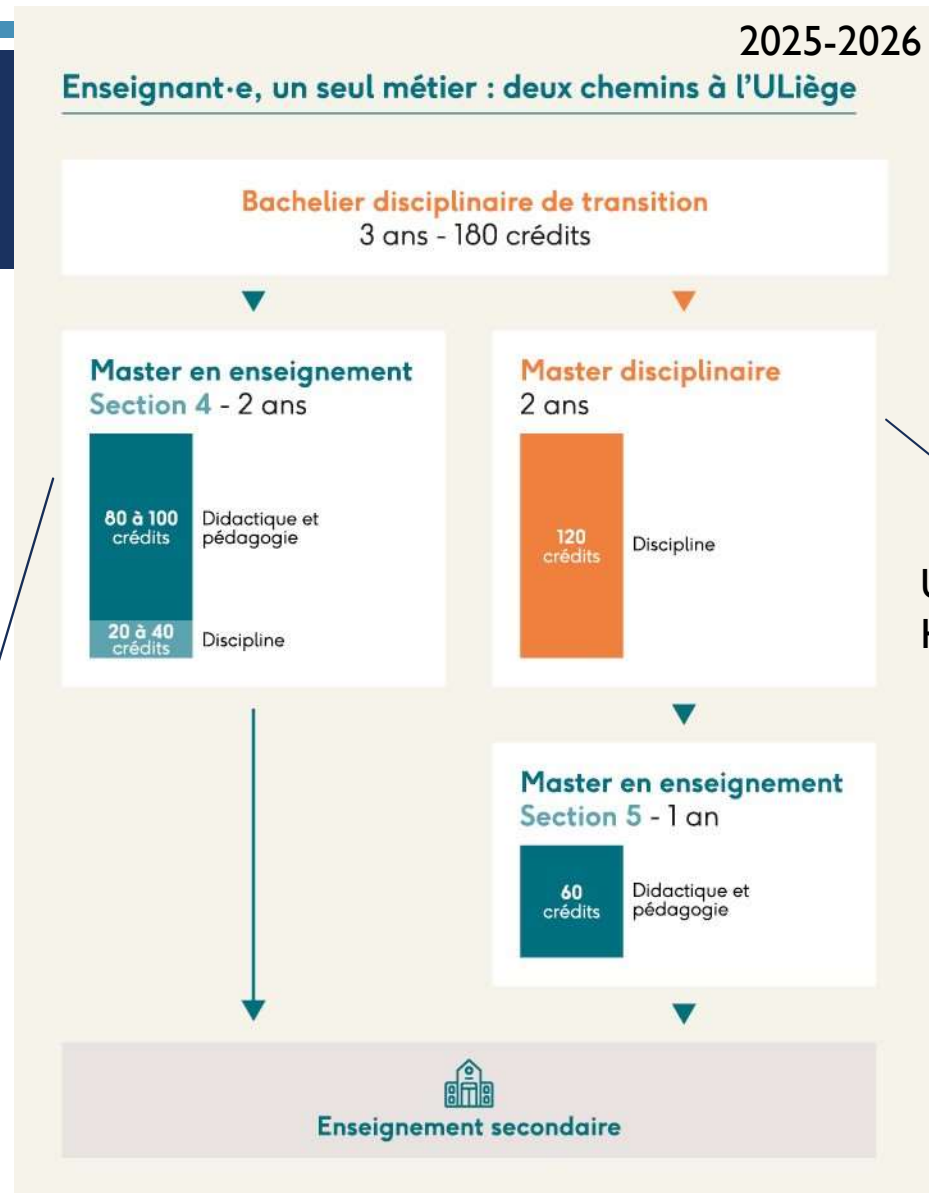 2025-2026
Enseignant·e, un seul métier : deux chemins à l'ULiège
Bachelier disciplinaire de transition
3 ans - 180 crédits
Master en enseignement
Section 4 - 2 ans
80 à 100
crédits
Didactique et
pédagogie
20 à 40
crédits
Discipline
Master disciplinaire
2 ans
120
crédits
Discipline
Master en enseignement
Section 5 - 1 an
60
crédits
Didactique et
pédagogie
Enseignement secondaire